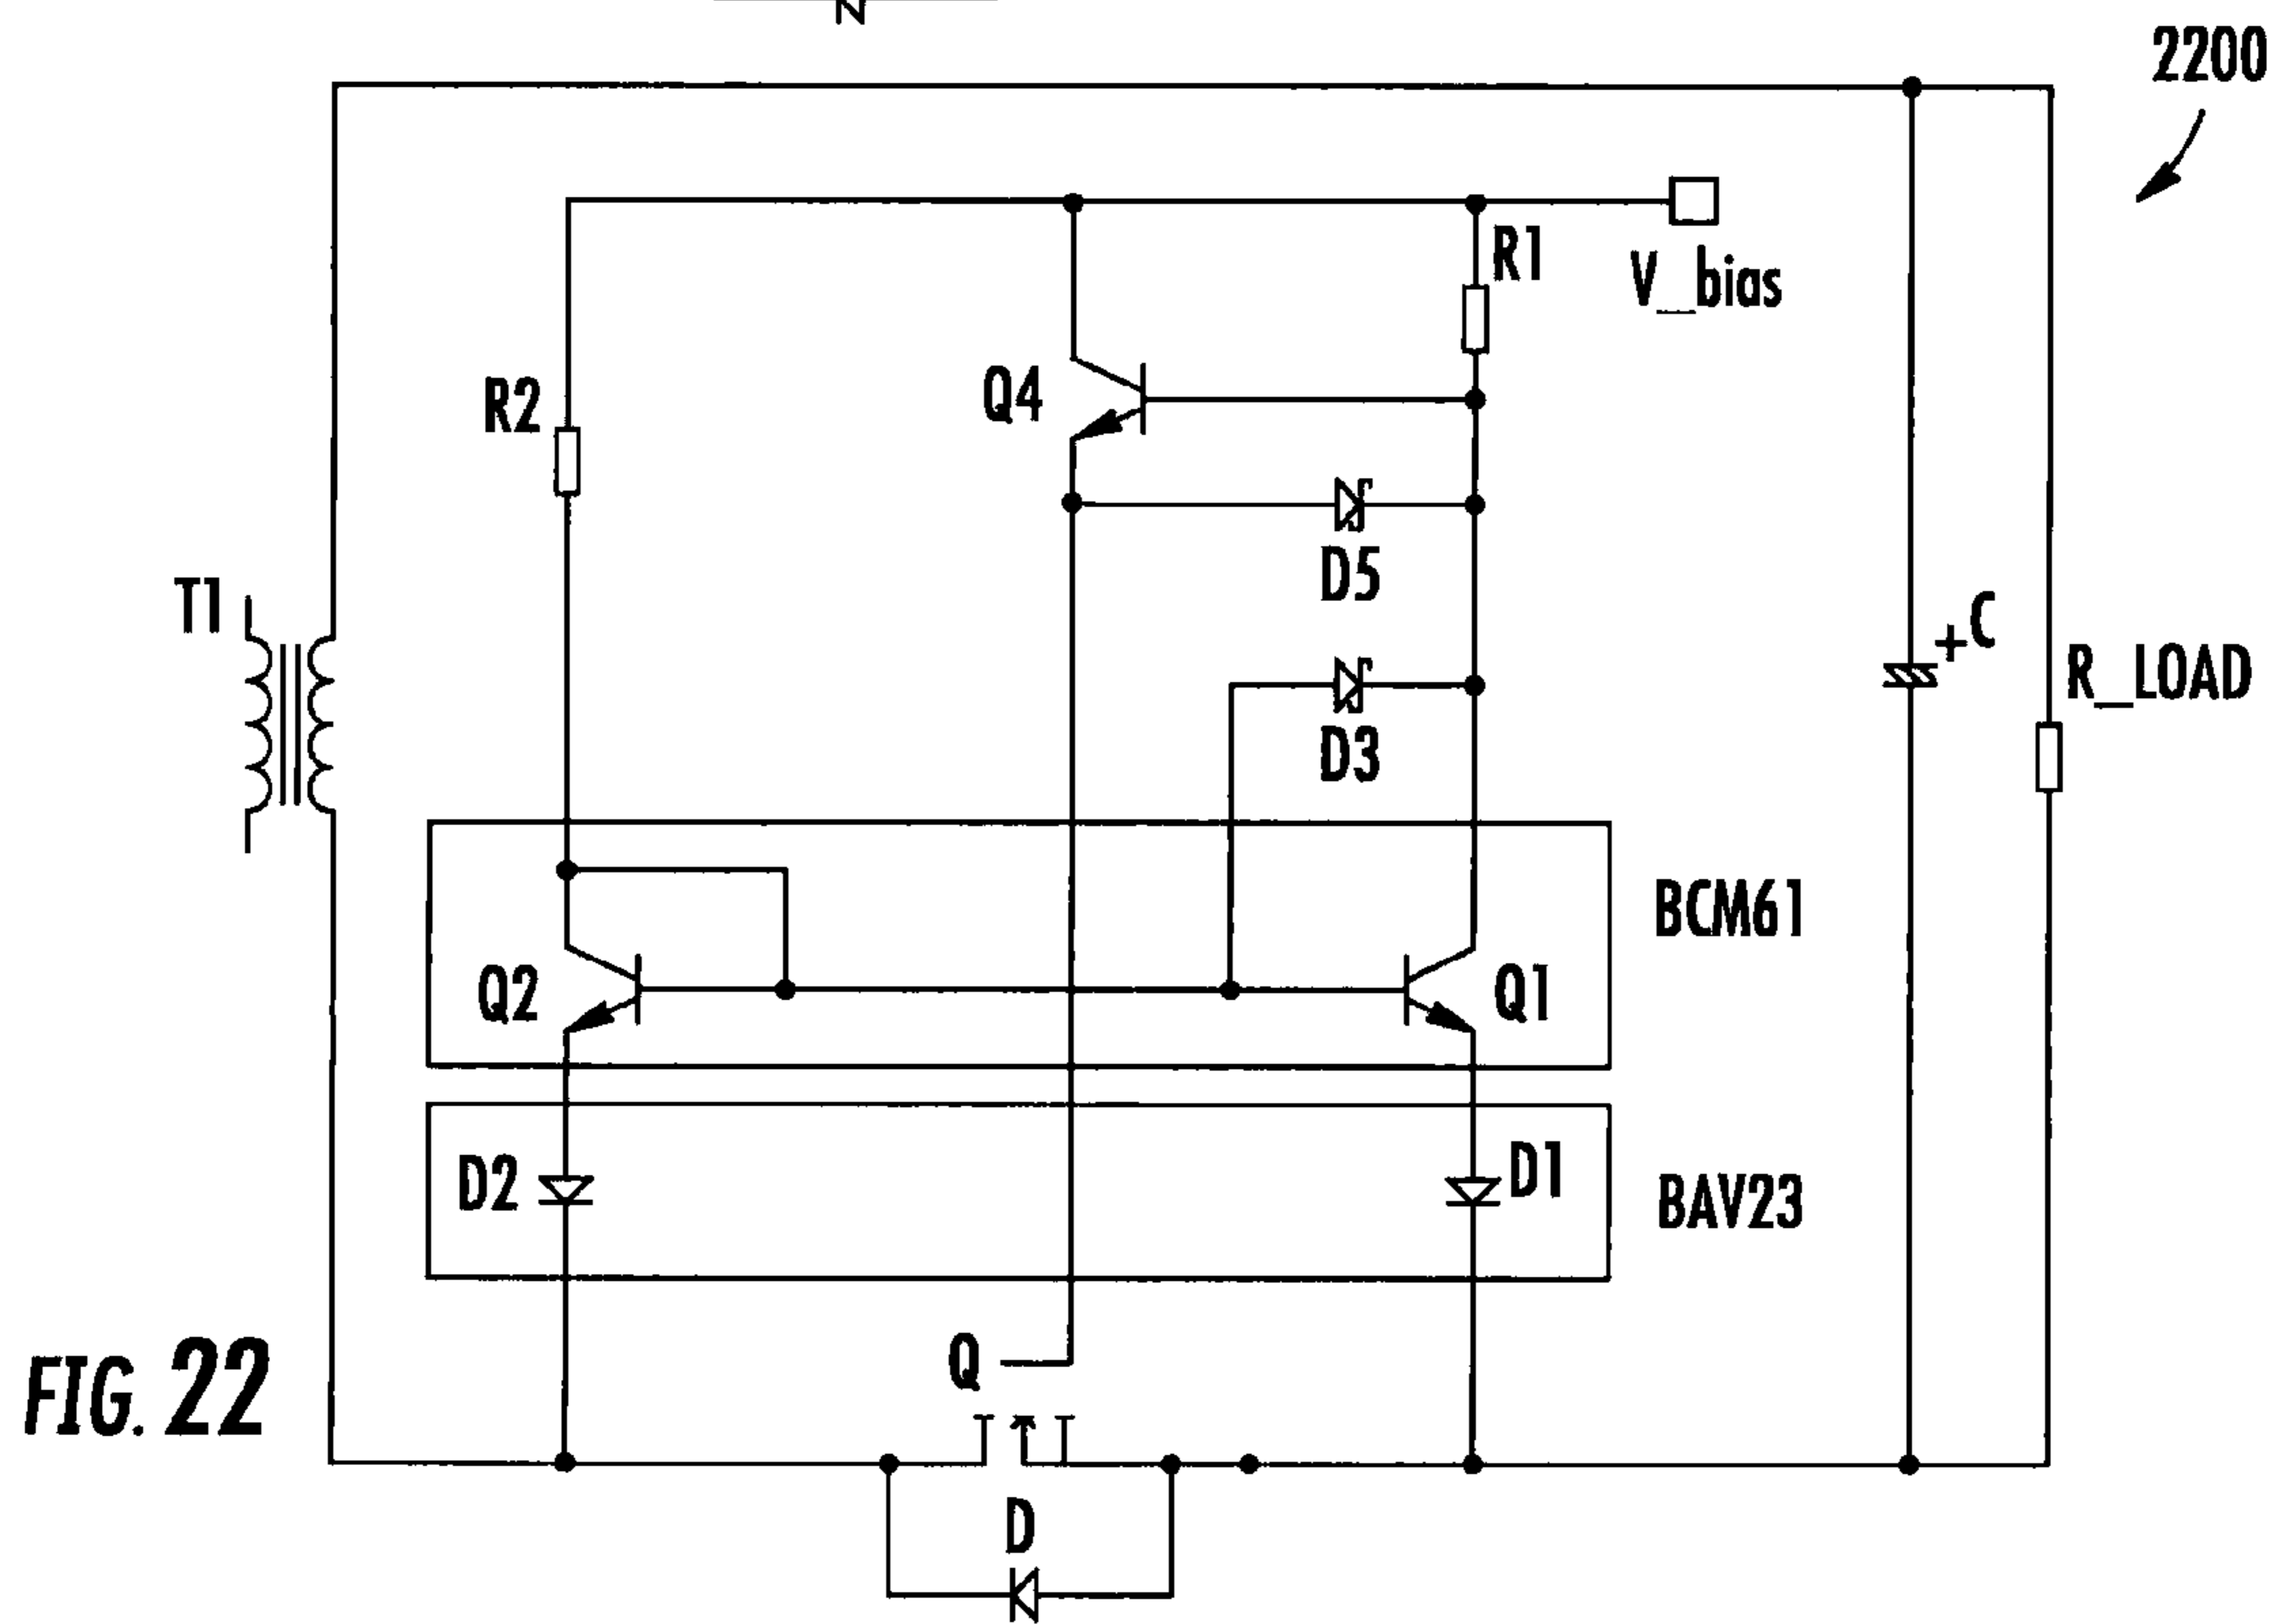 2200
R1
V_bias
Q4
R2
D5
T1
+C
R_LOAD
D3
BCM61
Q2
Q1
D2
D1
BAV23
Q
FIG. 22
D